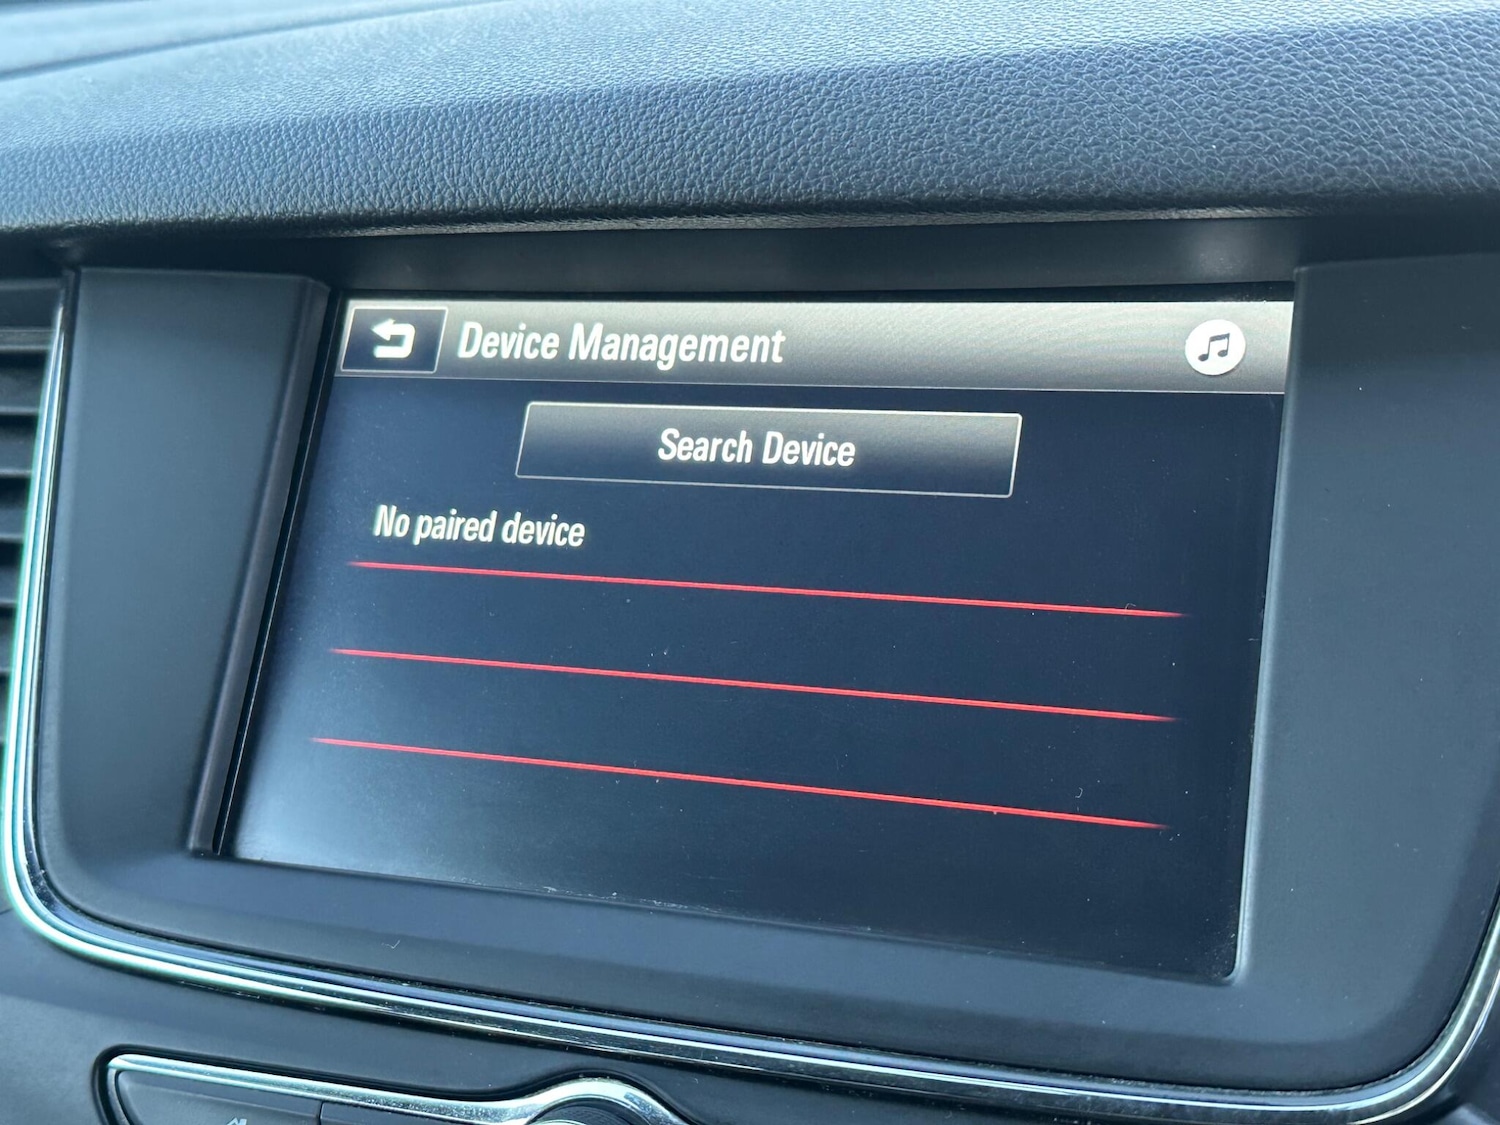 Device Management
Search Device
No paired device